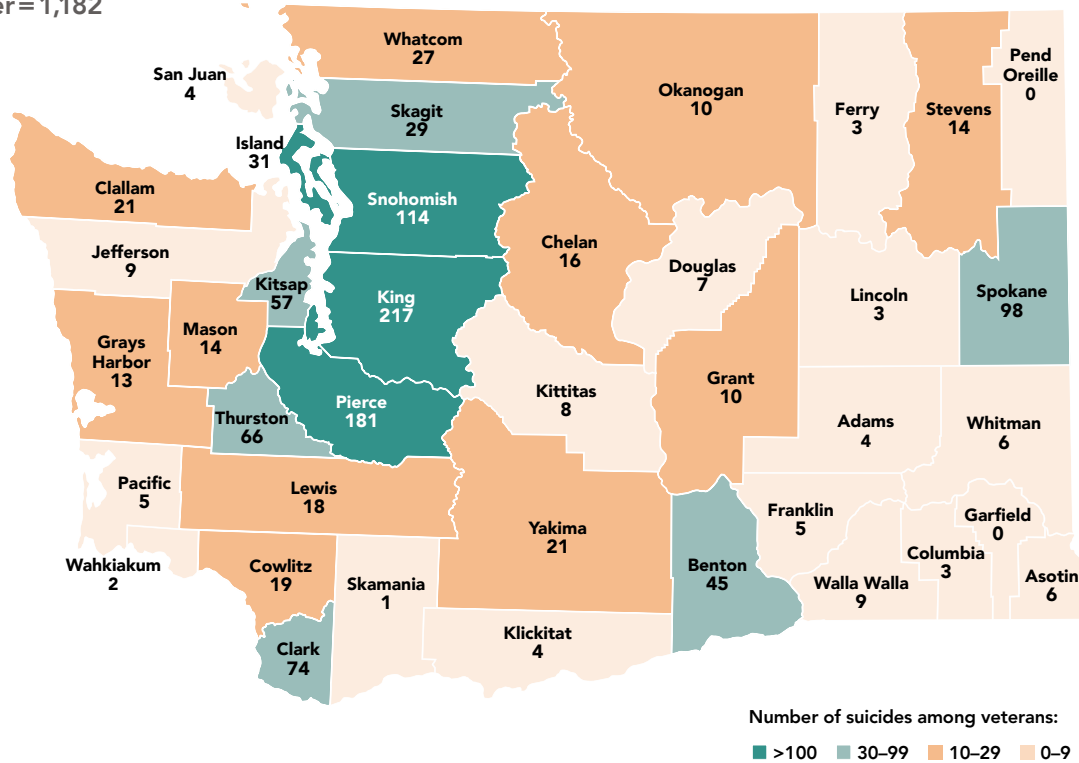 = 1,182
Whatcom
27
San Juan
4
Skagit
29
Okanogan
10
Ferry
3
Stevens
14
Pend
Oreille
0
Island
31
Clallam
21
Snohomish
114
Chelan
16
Jefferson
9
Kitsap
57
King
217
Douglas
7
Lincoln
3
Spokane
98
Grays
Harbor
13
Mason
14
Kittitas
8
Grant
10
Pierce
181
Thurston
66
Adams
4
Whitman
6
Pacific
5
Lewis
18
Yakima
21
Franklin
5
Garfield
0
Wahkiakum
2
Cowlitz
19
Skamania
1
Benton
45
Columbia
3
Walla Walla
9
Asotin
6
Klickitat
4
Clark
74
Number of suicides among veterans:
>100 30–99 10–29 0–9